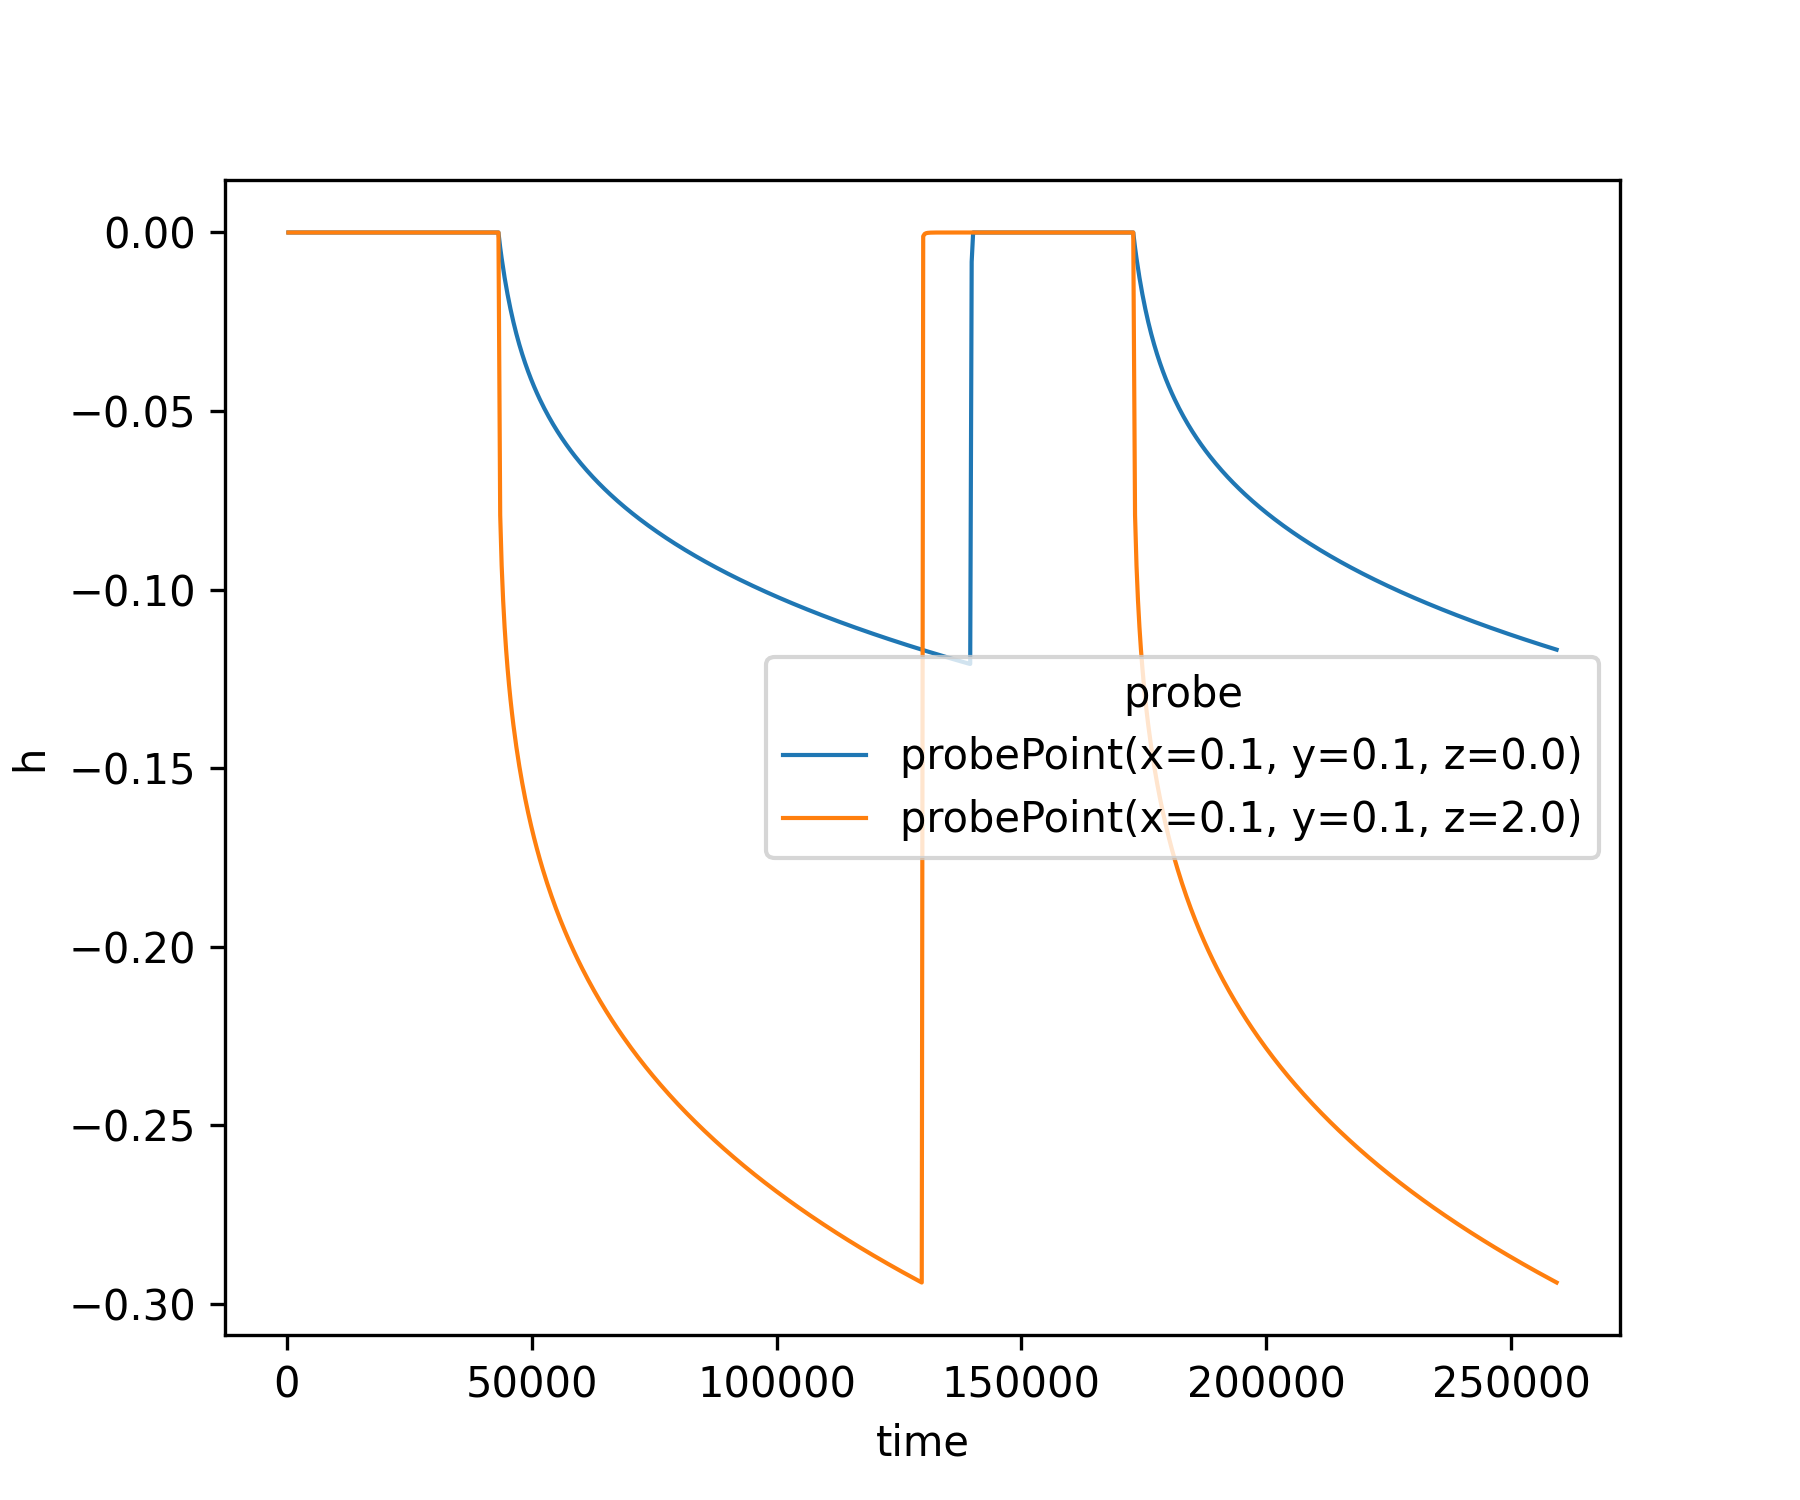 0.00
−0.05
−0.10
−0.15
−0.20
−0.25
−0.30
h
probe
probePoint(x=0.1, y=0.1, z=0.0)
probePoint(x=0.1, y=0.1, z=2.0)
0 50000 100000 150000 200000 250000
time